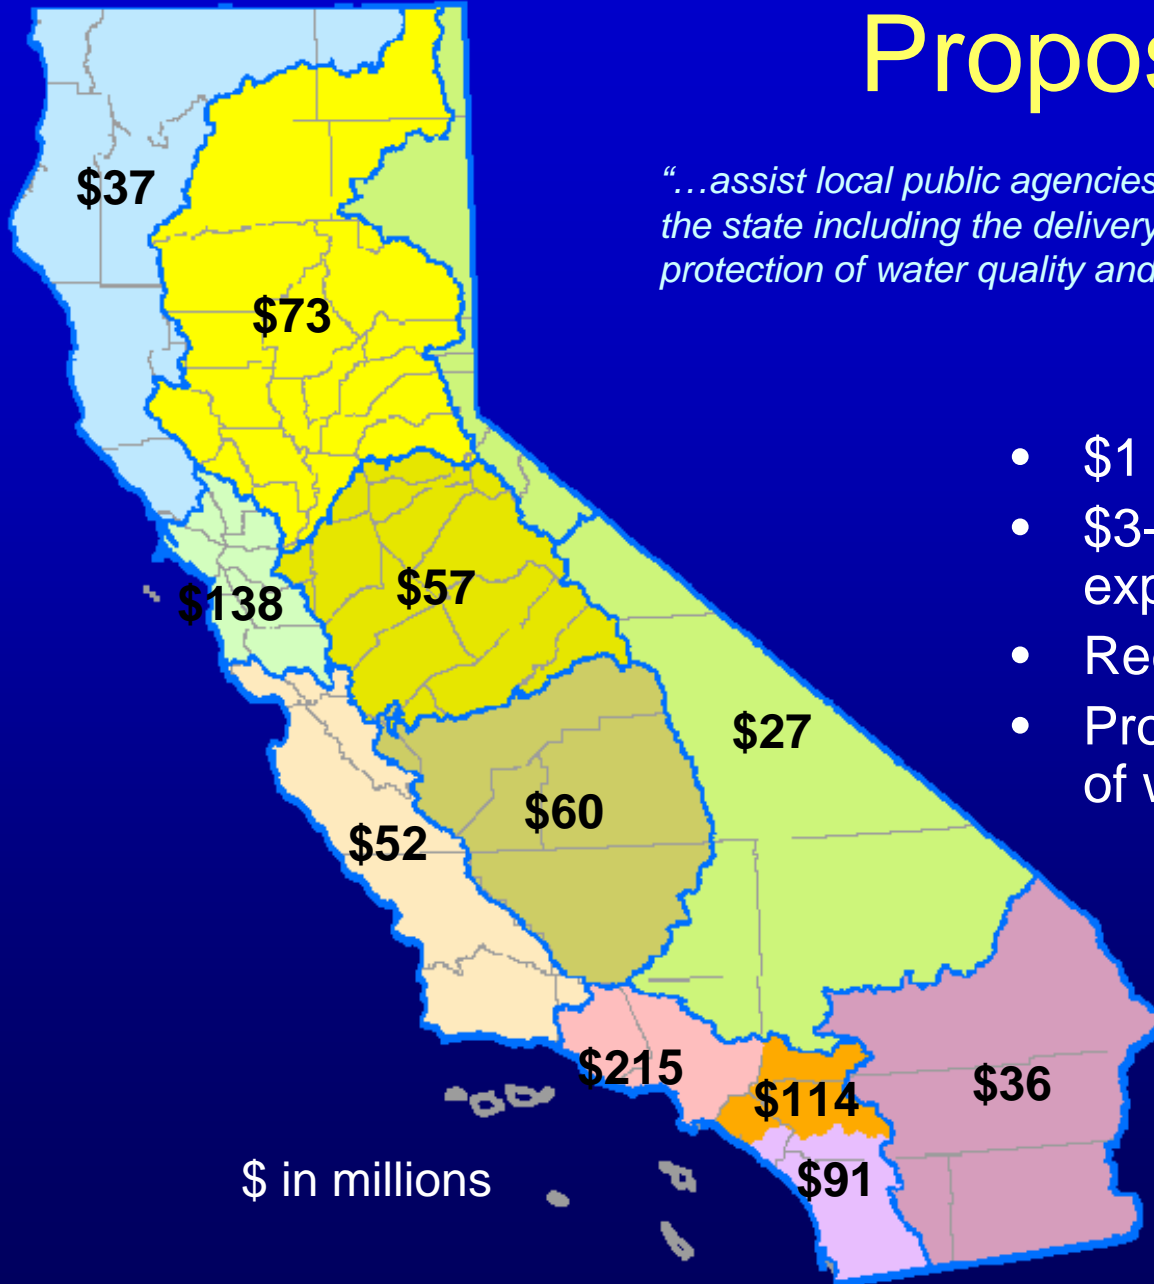 Propos
“…assist local public agencies
the state including the delivery
protection of water quality and
• $1
• $3-
exp
• Re
• Pro
of w
$37
$73
$138
$57
$27
$60
$52
$215
$114
$36
$91
$ in millions